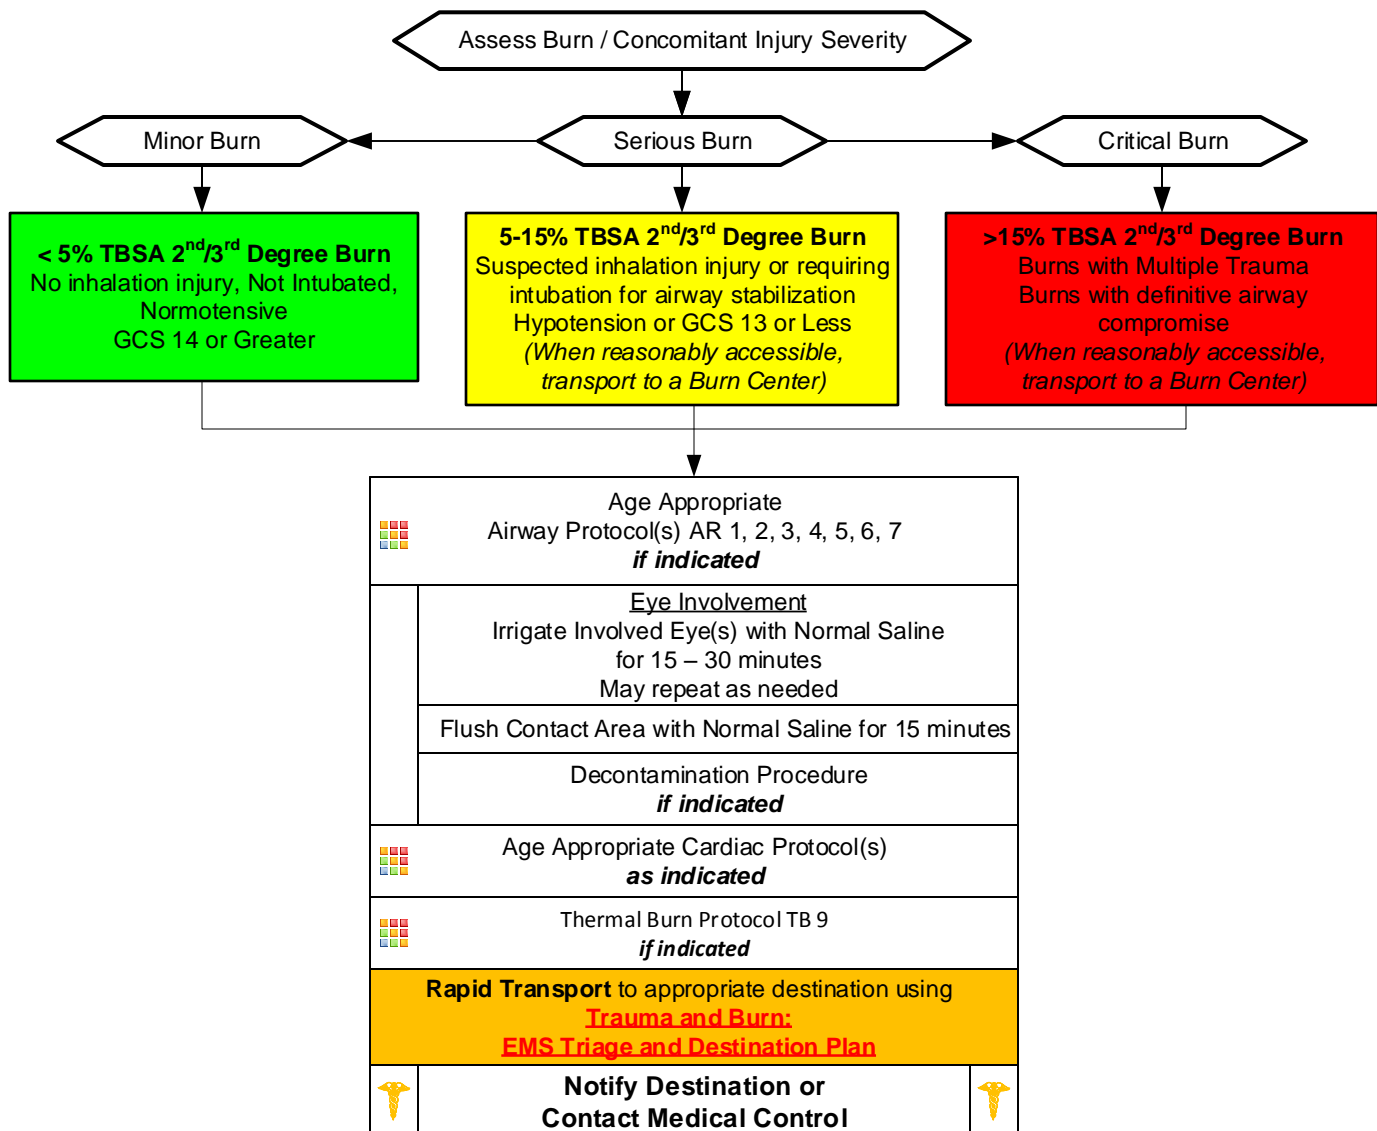 Assess Burn / Concomitant Injury Severity
Minor Burn
Serious Burn
Critical Burn
< 5% TBSA 2nd/3rd Degree Burn
No inhalation injury, Not Intubated,
Normotensive
GCS 14 or Greater
5-15% TBSA 2nd/3rd Degree Burn
Suspected inhalation injury or requiring
intubation for airway stabilization
Hypotension or GCS 13 or Less
(When reasonably accessible,
transport to a Burn Center)
>15% TBSA 2nd/3rd Degree Burn
Burns with Multiple Trauma
Burns with definitive airway
compromise
(When reasonably accessible,
transport to a Burn Center)
Age Appropriate
Airway Protocol(s) AR 1, 2, 3, 4, 5, 6, 7
if indicated
Eye Involvement
Irrigate Involved Eye(s) with Normal Saline
for 15 – 30 minutes
May repeat as needed
Flush Contact Area with Normal Saline for 15 minutes
Decontamination Procedure
if indicated
Age Appropriate Cardiac Protocol(s)
as indicated
Thermal Burn Protocol TB 9
if indicated
Rapid Transport to appropriate destination using
Trauma and Burn:
EMS Triage and Destination Plan
Notify Destination or
Contact Medical Control